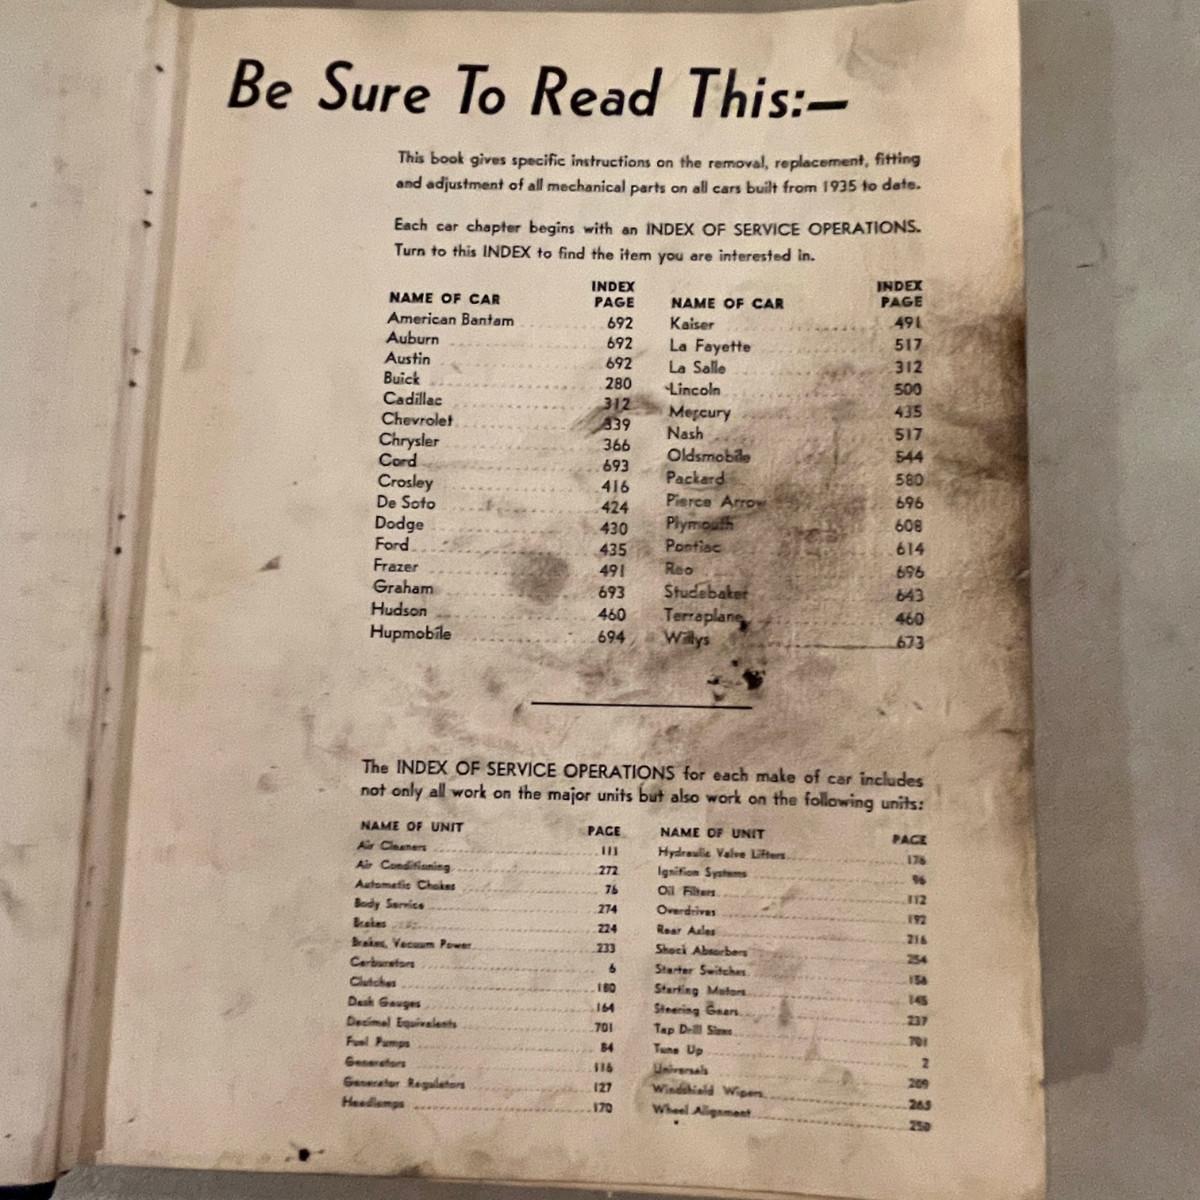 Be Sure To Read This:—
This book gives specific instructions on the removal, replacement, fitting
and adjustment of all mechanical parts on all cars built from 1935 to date.
Each car chapter begins with an INDEX OF SERVICE OPERATIONS.
Turn to this INDEX to find the item you are interested in.
NAME OF CAR INDEX PAGE
American Bantam 692
Auburn 692
Austin 692
Buick 280
Cadillac 312
Chevrolet 339
Chrysler 366
Cord 693
Crosley 416
De Soto 424
Dodge 430
Ford 435
Frazer 491
Graham 693
Hudson 460
Hupmobile 694
NAME OF CAR INDEX PAGE
Kaiser 491
La Fayette 517
La Salle 312
Lincoln 500
Mercury 435
Nash 517
Oldsmobile 544
Packard 580
Pierce Arrow 696
Plymouth 608
Pontiac 614
Reo 696
Studebaker 643
Terraplane 460
Willys 673
The INDEX OF SERVICE OPERATIONS for each make of car includes
not only all work on the major units but also work on the following units:
NAME OF UNIT PAGE
Air Cleaners 111
Air Conditioning 272
Automatic Chokes 76
Body Service 274
Brakes 224
Brakes, Vacuum Power 233
Carburetors 6
Clutches 180
Dash Gauges 164
Decimal Equivalents 701
Fuel Pumps 84
Generators 116
Generator Regulators 127
Headlamps 170
NAME OF UNIT PAGE
Hydraulic Valve Lifters 176
Ignition Systems 96
Oil Filters 112
Overdrives 192
Rear Axles 216
Shock Absorbers 254
Starter Switches 156
Starting Motors 145
Steering Gears 237
Tap Drill Sizes 701
Tune Up 2
Universals 209
Windshield Wipers 265
Wheel Alignment 250